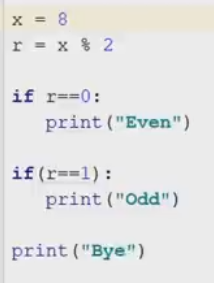 x = 8
r = x % 2
if r==0:
print("Even")
if(r==1):
print("Odd")
print("Bye")